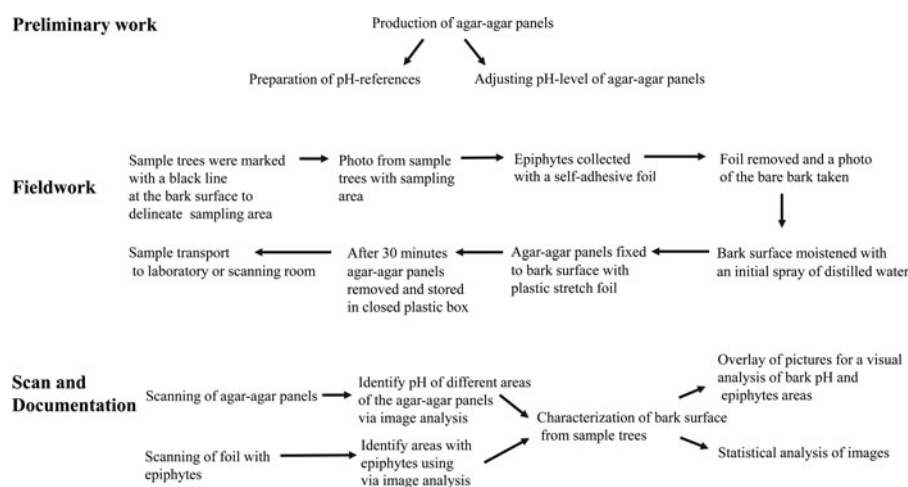 Preliminary work
Production of agar-agar panels
Preparation of pH-references
Adjusting pH-level of agar-agar panels
Fieldwork
Sample trees were marked
with a black line
at the bark surface to
delineate sampling area
Photo from sample
trees with sampling
area
Epiphytes collected
with a self-adhesive foil
Foil removed and a photo
of the bare bark taken
Bark surface moistened with
an initial spray of distilled water
Agar-agar panels fixed
to bark surface with
plastic stretch foil
After 30 minutes
agar-agar panels
removed and stored
in closed plastic box
Sample transport
to laboratory or scanning room
Scan and
Documentation
Scanning of agar-agar panels
Identify pH of different areas
of the agar-agar panels
via image analysis
Scanning of foil with
epiphytes
Identify areas with
epiphytes using
via image analysis
Characterization of bark surface
from sample trees
Overlay of pictures for a visual
analysis of bark pH and
epiphytes areas
Statistical analysis of images